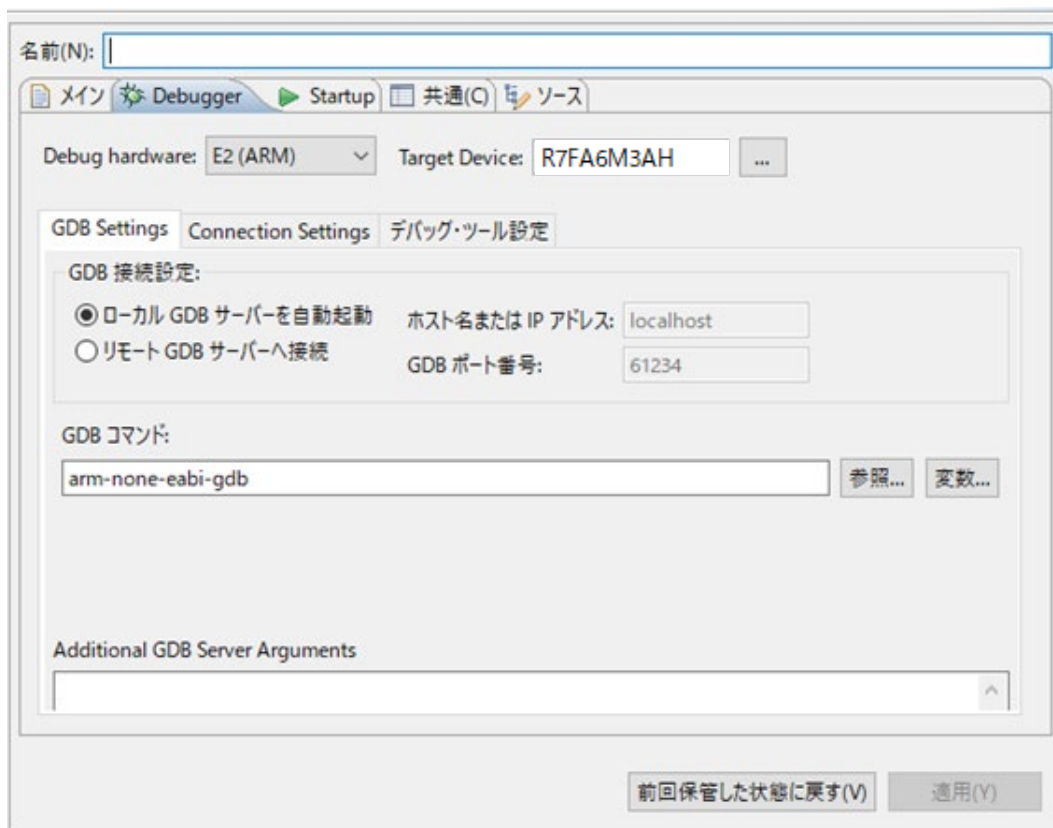 名前(N):
メイン Debugger Startup 共通(C) ソース
Debug hardware: E2 (ARM) Target Device: R7FA6M3AH ...
GDB Settings Connection Settings デバッグ・ツール設定
GDB 接続設定:
ローカル GDB サーバーを自動起動 ホスト名または IP アドレス: localhost
リモート GDB サーバーへ接続 GDB ポート番号: 61234
GDB コマンド:
arm-none-eabi-gdb 参照... 変数...
Additional GDB Server Arguments
前回保管した状態に戻す(V) 適用(Y)